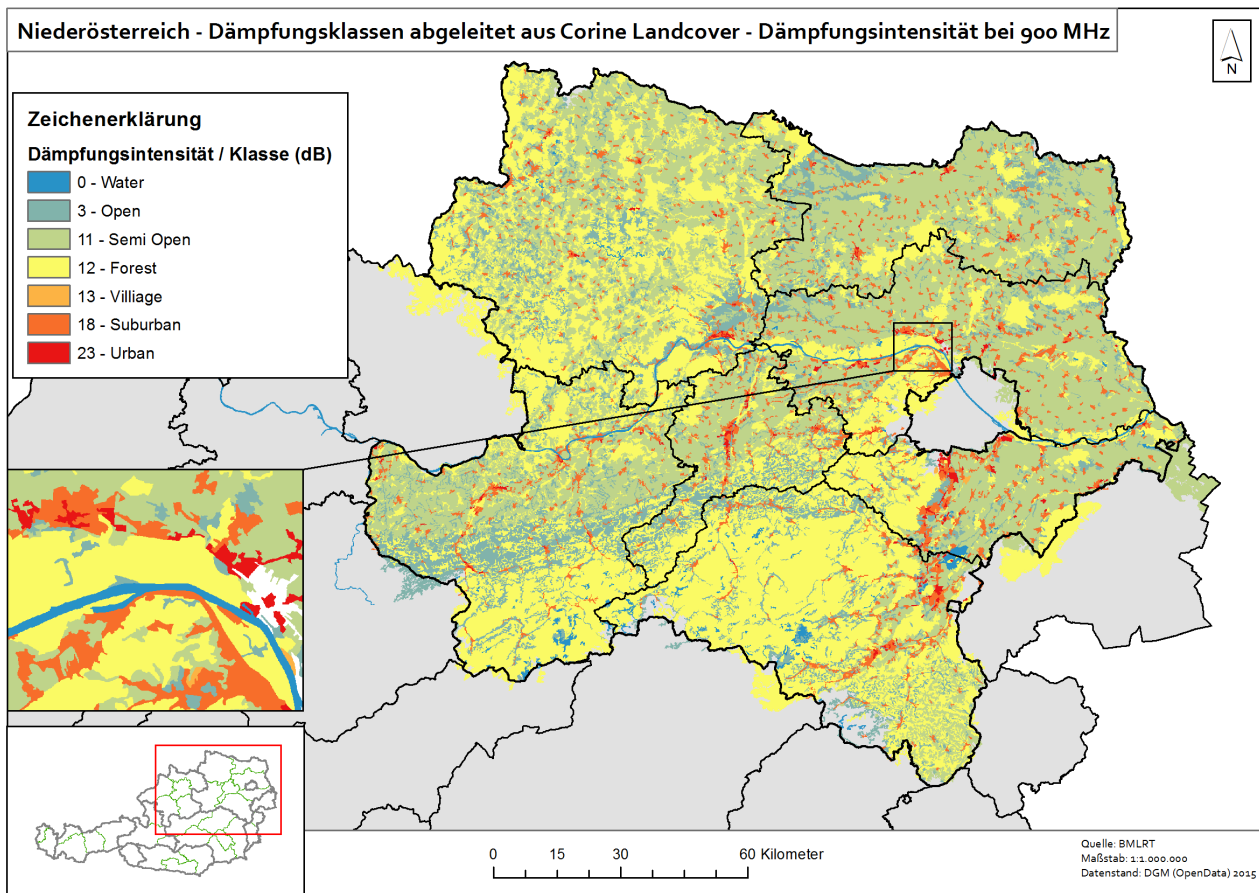 Niederösterreich - Dämpfungsklassen abgeleitet aus Corine Landcover - Dämpfungsintensität bei 900 MHz
N
Zeichenerklärung
Dämpfungsintensität / Klasse (dB)
0 - Water
3 - Open
11 - Semi Open
12 - Forest
13 - Villiage
18 - Suburban
23 - Urban
0 15 30 60 Kilometer
Quelle: BMLRT
Maßstab: 1:1.000.000
Datenstand: DGM (OpenData) 2015